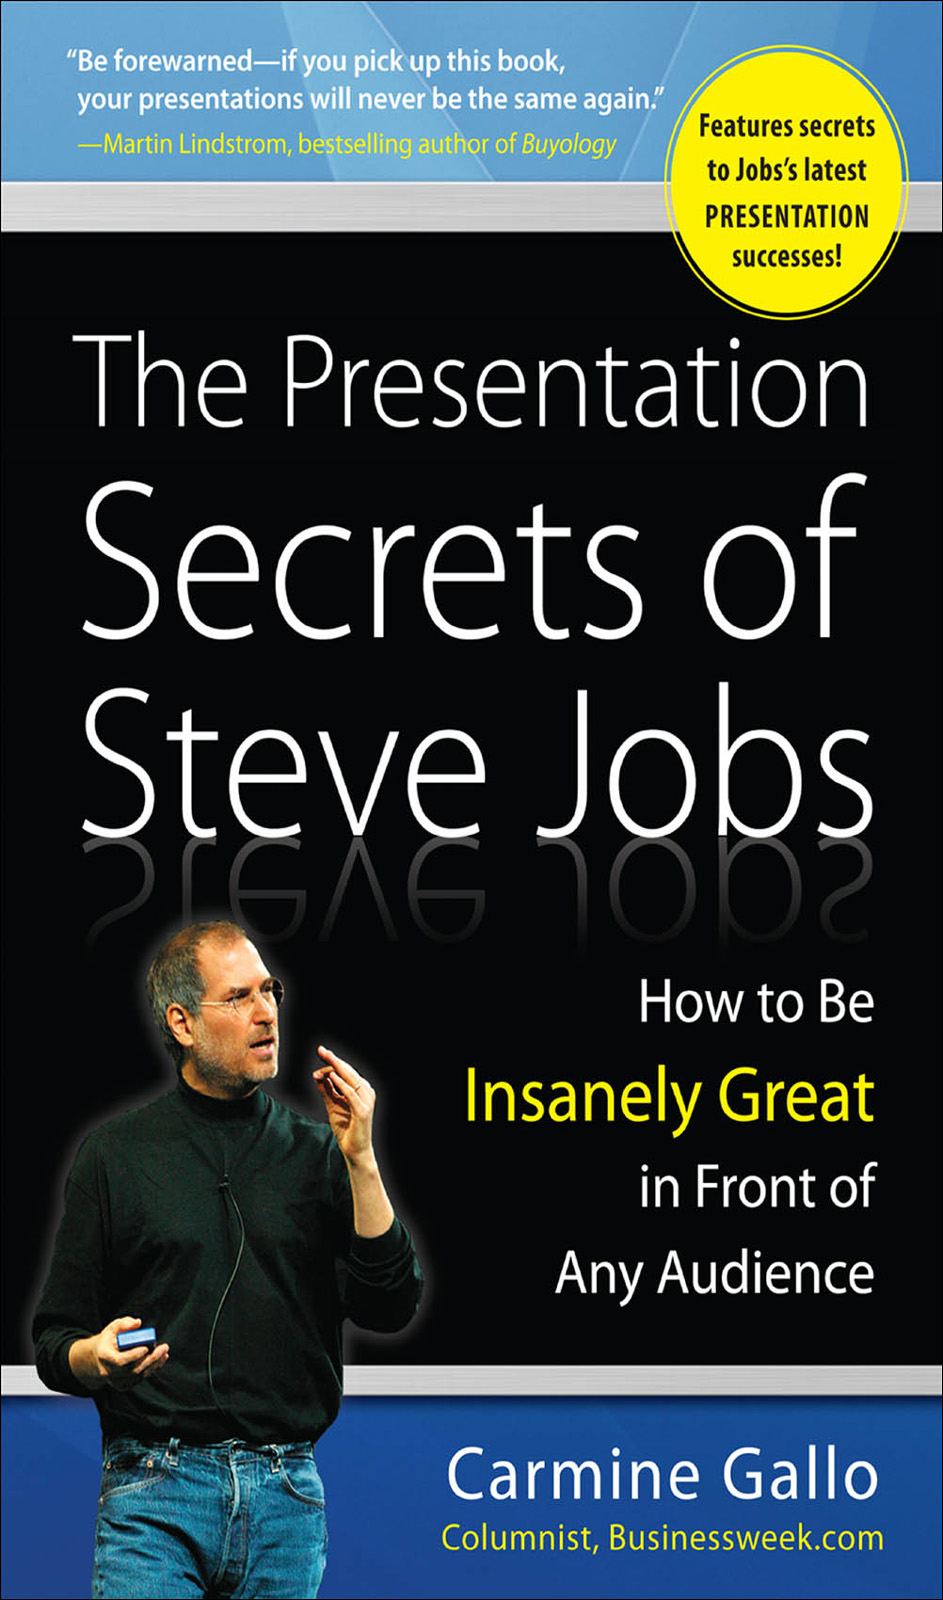 “Be forewarned—if you pick up this book,
your presentations will never be the same again.”
—Martin Lindstrom, bestselling author of Buyology
Features secrets
to Jobs’s latest
PRESENTATION
successes!
The Presentation
Secrets of
Steve Jobs
How to Be
Insanely Great
in Front of
Any Audience
Carmine Gallo
Columnist, Businessweek.com